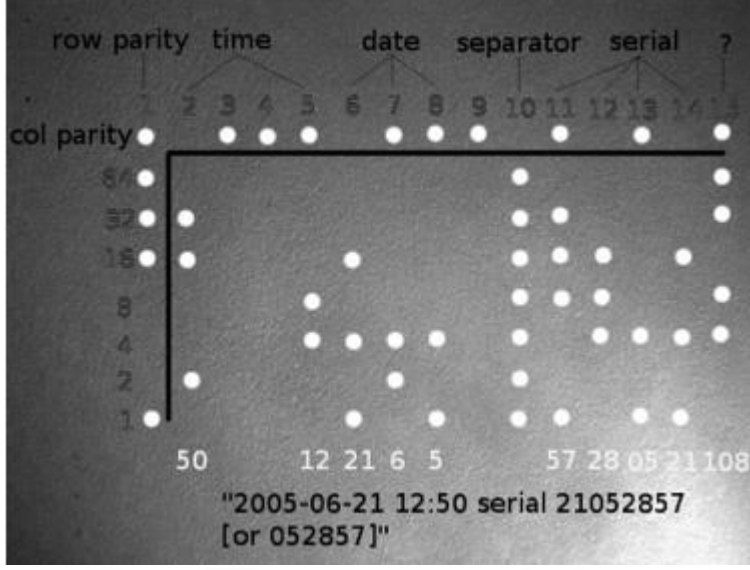 row parity time date separator serial ?
1 2 3 4 5 6 7 8 9 10 11 12 13 14 15
col parity
64
32
16
8
4
2
1
50 12 21 6 5 57 28 05 21 108
"2005-06-21 12:50 serial 21052857
[or 052857]"